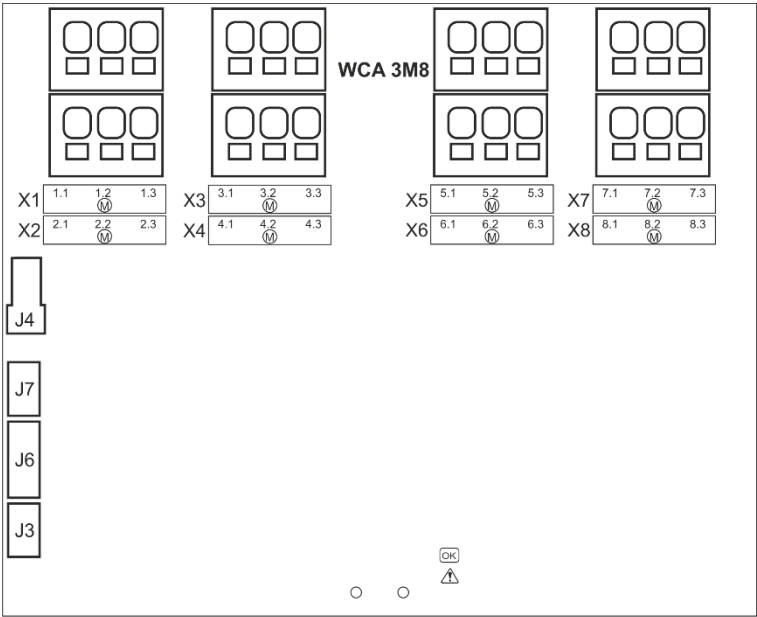 WCA 3M8
X1 1.1 1.2 1.3 X3 3.1 3.2 3.3 X5 5.1 5.2 5.3 X7 7.1 7.2 7.3
M M M M
X2 2.1 2.2 2.3 X4 4.1 4.2 4.3 X6 6.1 6.2 6.3 X8 8.1 8.2 8.3
M M M M
J4
J7
J6
J3
OK